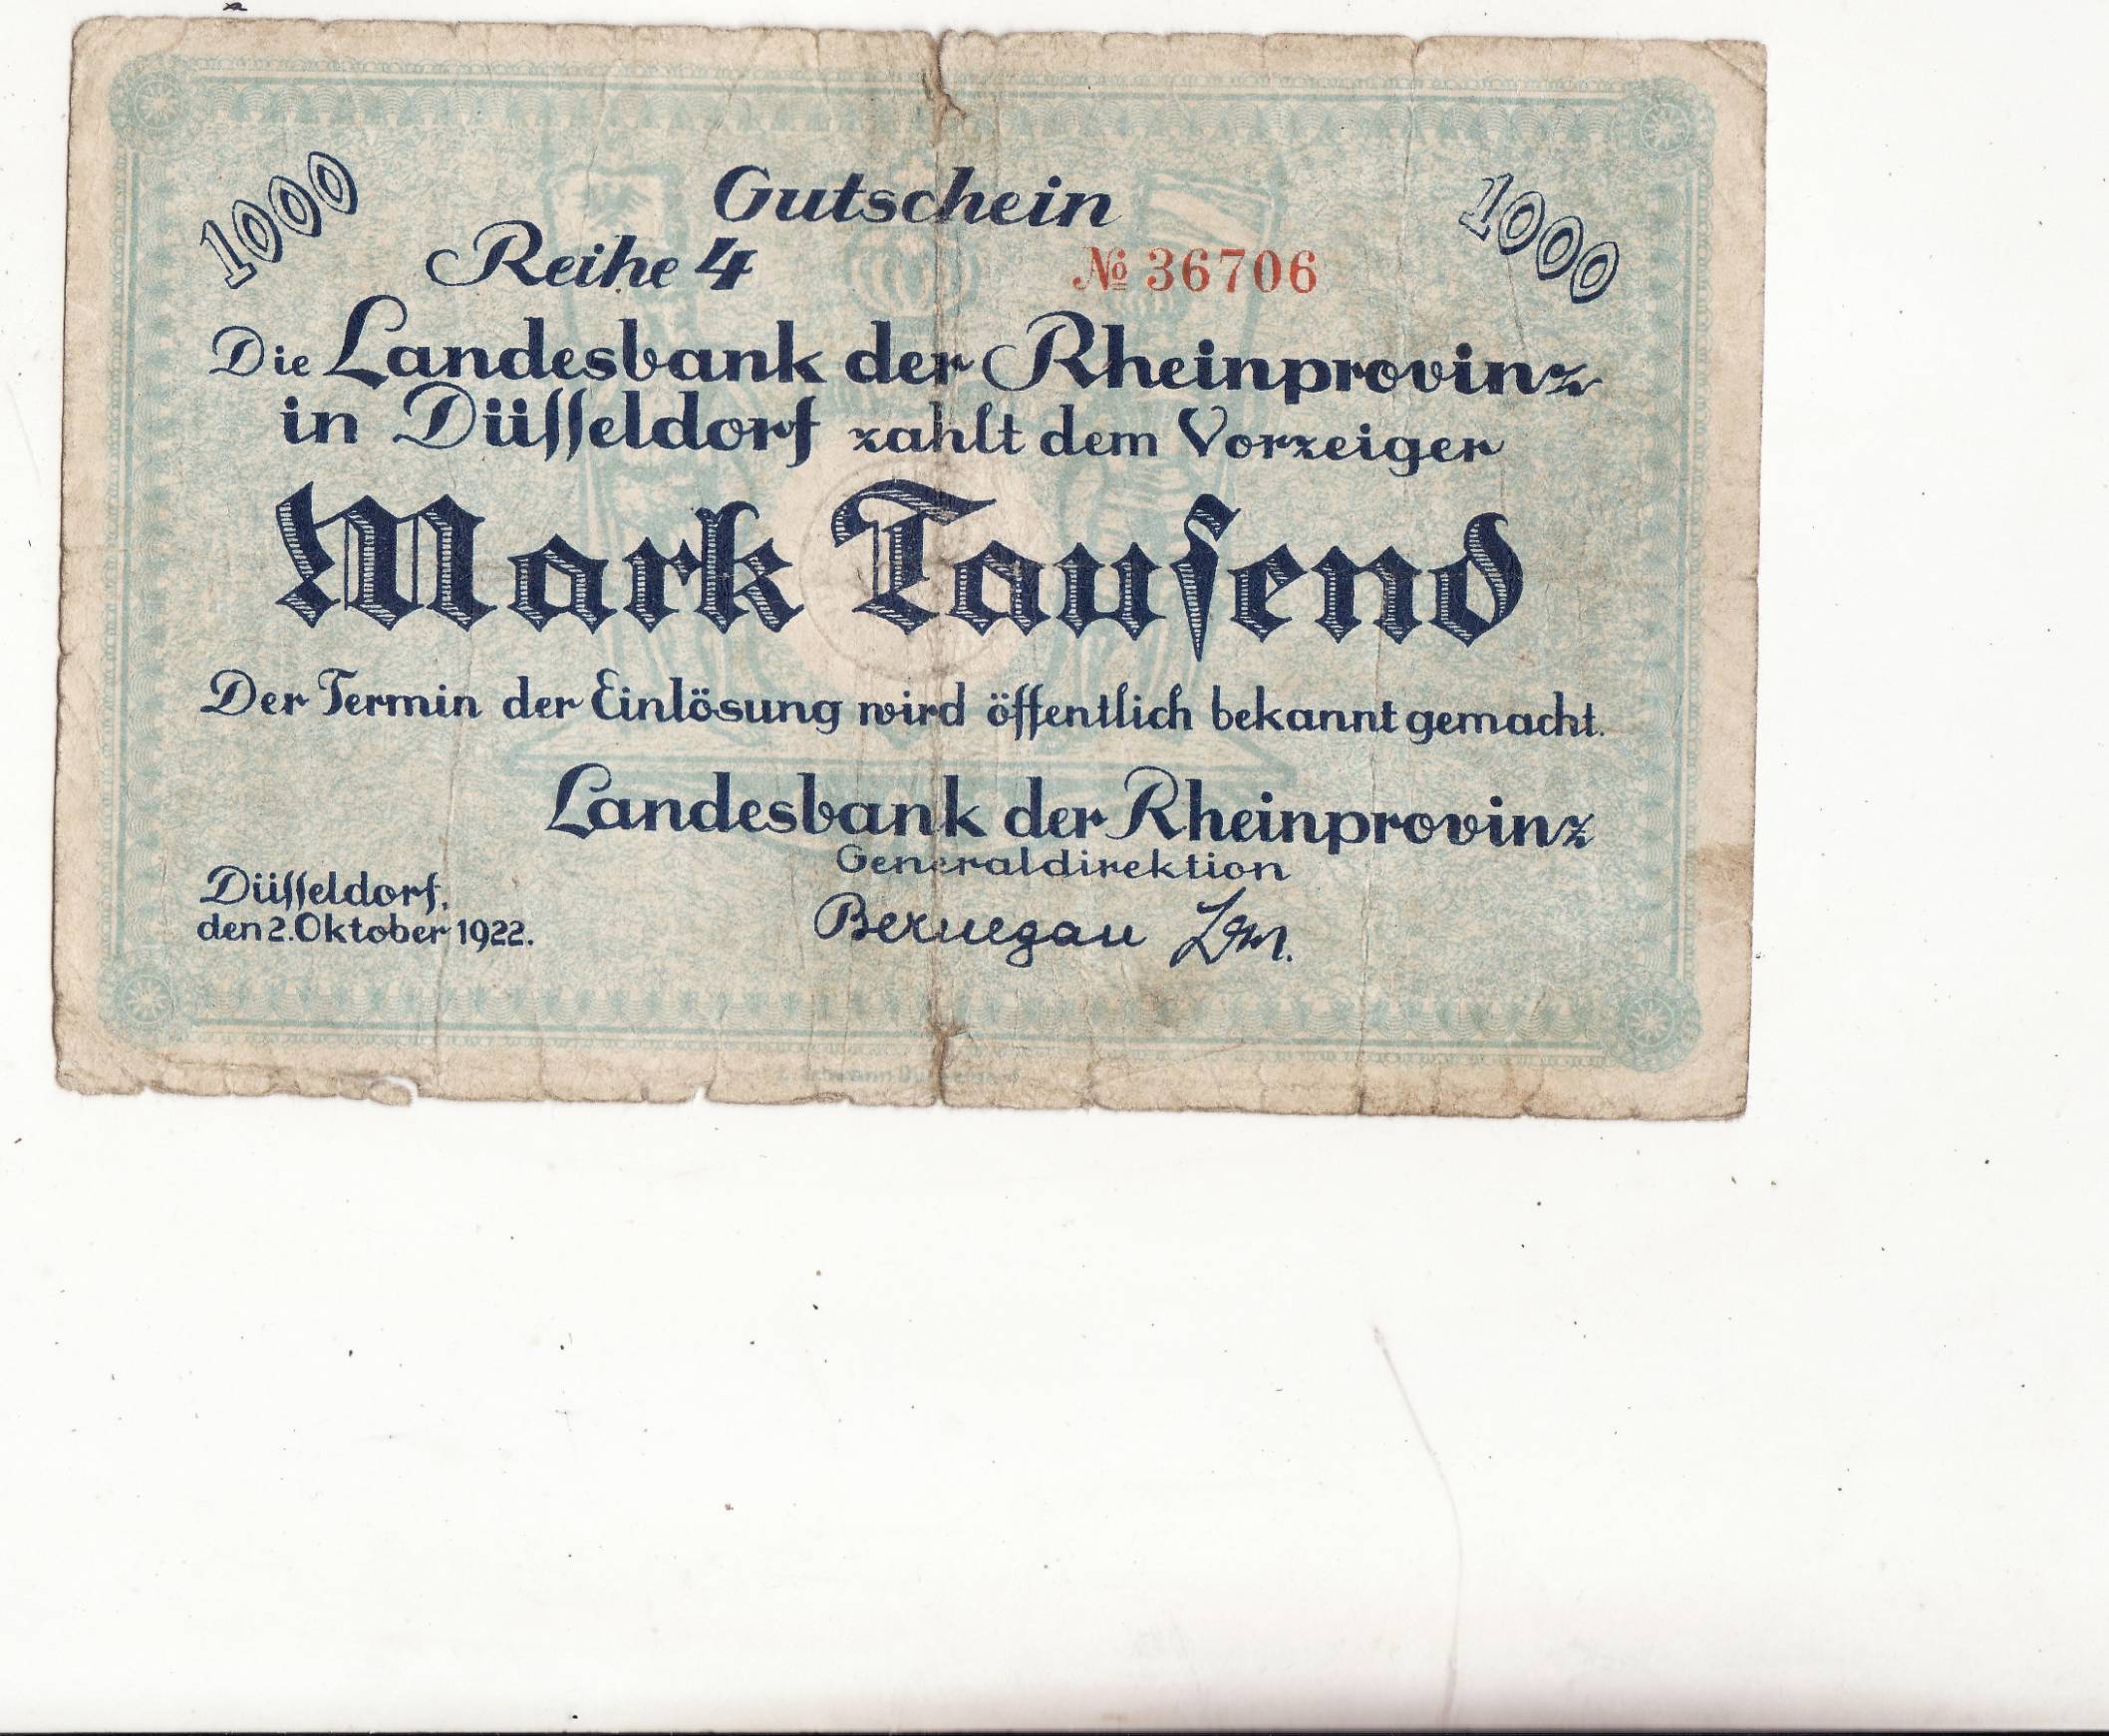 1000
1000
Gutschein
Reihe 4
№ 36706
Die Landesbank der Rheinprovinz
in Düſſeldorf zahlt dem Vorzeiger
Mark Tauſend
Der Termin der Einlösung wird öffentlich bekannt gemacht.
Landesbank der Rheinprovinz
Generaldirektion
Düſſeldorf,
den 2. Oktober 1922.
Bernegau